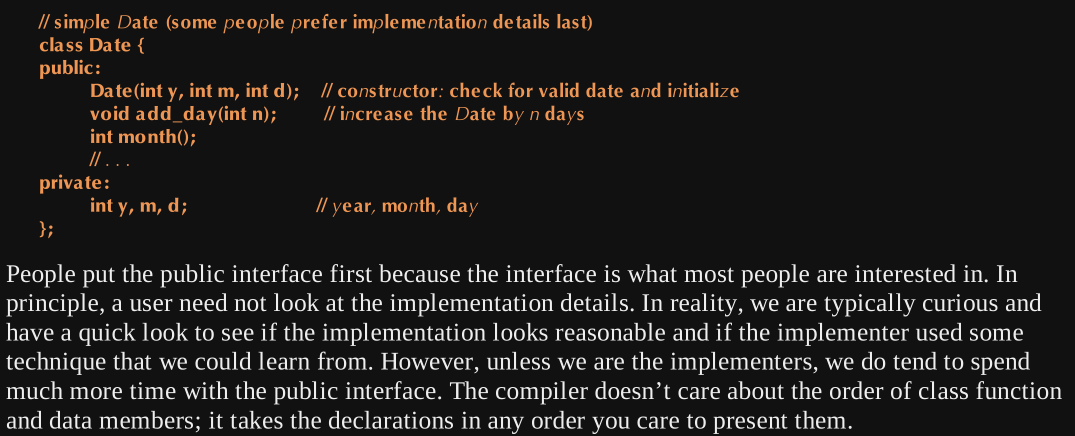 // simple Date (some people prefer implementation details last)
class Date {
public:
Date(int y, int m, int d); // constructor: check for valid date and initialize
void add_day(int n); // increase the Date by n days
int month();
// . . .
private:
int y, m, d; // year, month, day
};
People put the public interface first because the interface is what most people are interested in. In
principle, a user need not look at the implementation details. In reality, we are typically curious and
have a quick look to see if the implementation looks reasonable and if the implementer used some
technique that we could learn from. However, unless we are the implementers, we do tend to spend
much more time with the public interface. The compiler doesn’t care about the order of class function
and data members; it takes the declarations in any order you care to present them.